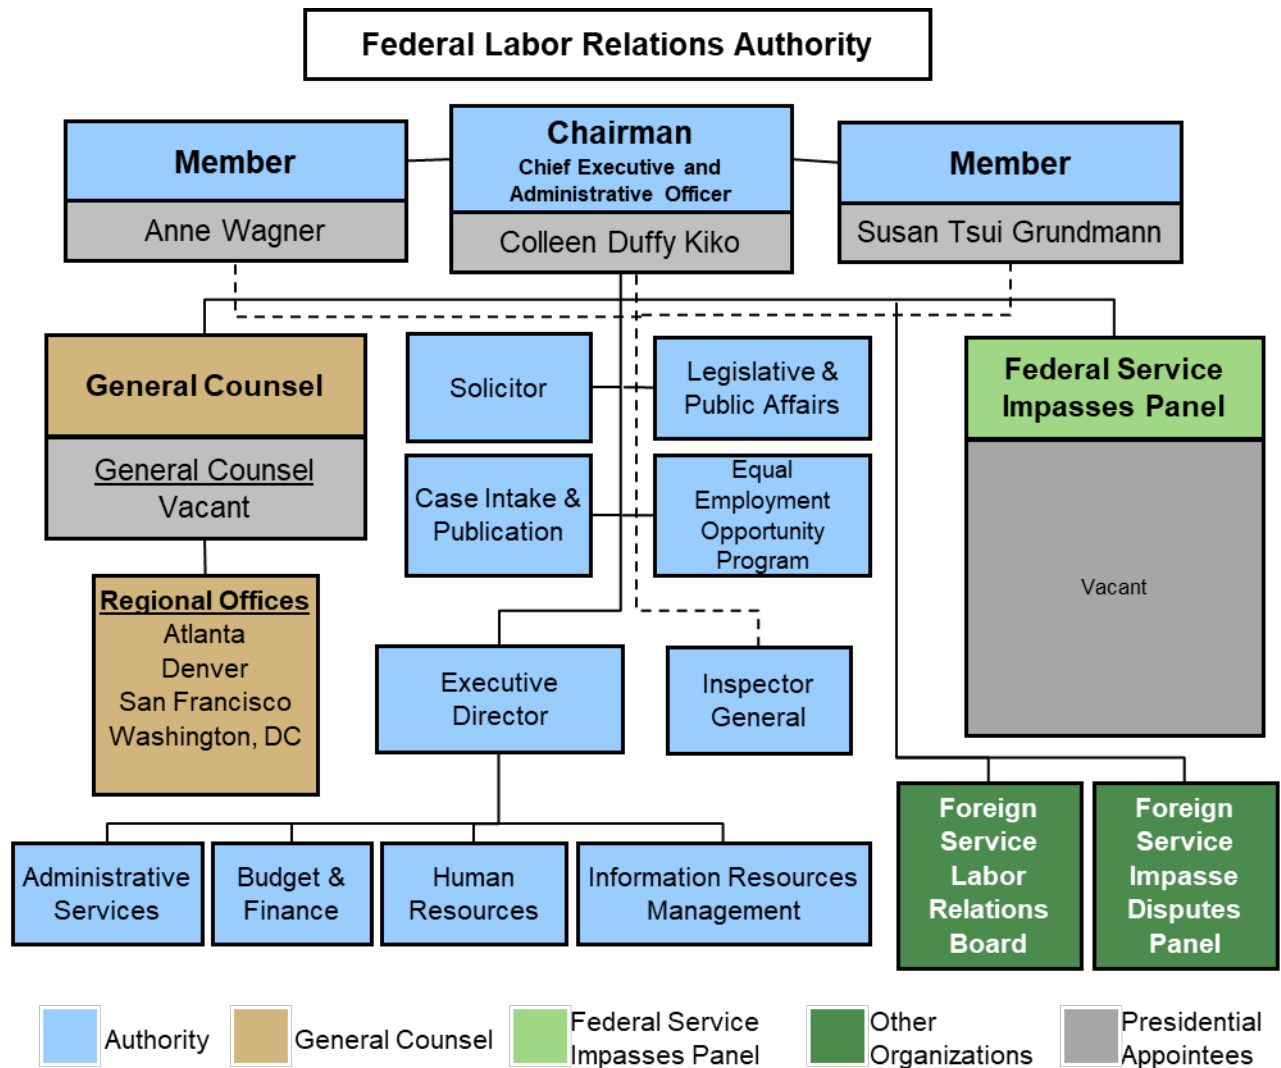 Federal Labor Relations Authority
Member
Anne Wagner
Chairman
Chief Executive and
Administrative Officer
Colleen Duffy Kiko
Member
Susan Tsui Grundmann
General Counsel
General Counsel
Vacant
Regional Offices
Atlanta
Denver
San Francisco
Washington, DC
Solicitor
Legislative &
Public Affairs
Case Intake &
Publication
Equal
Employment
Opportunity
Program
Federal Service
Impasses Panel
Vacant
Executive
Director
Inspector
General
Administrative
Services
Budget &
Finance
Human
Resources
Information Resources
Management
Foreign
Service
Labor
Relations
Board
Foreign
Service
Impasse
Disputes
Panel
Authority
General Counsel
Federal Service
Impasses Panel
Other
Organizations
Presidential
Appointees